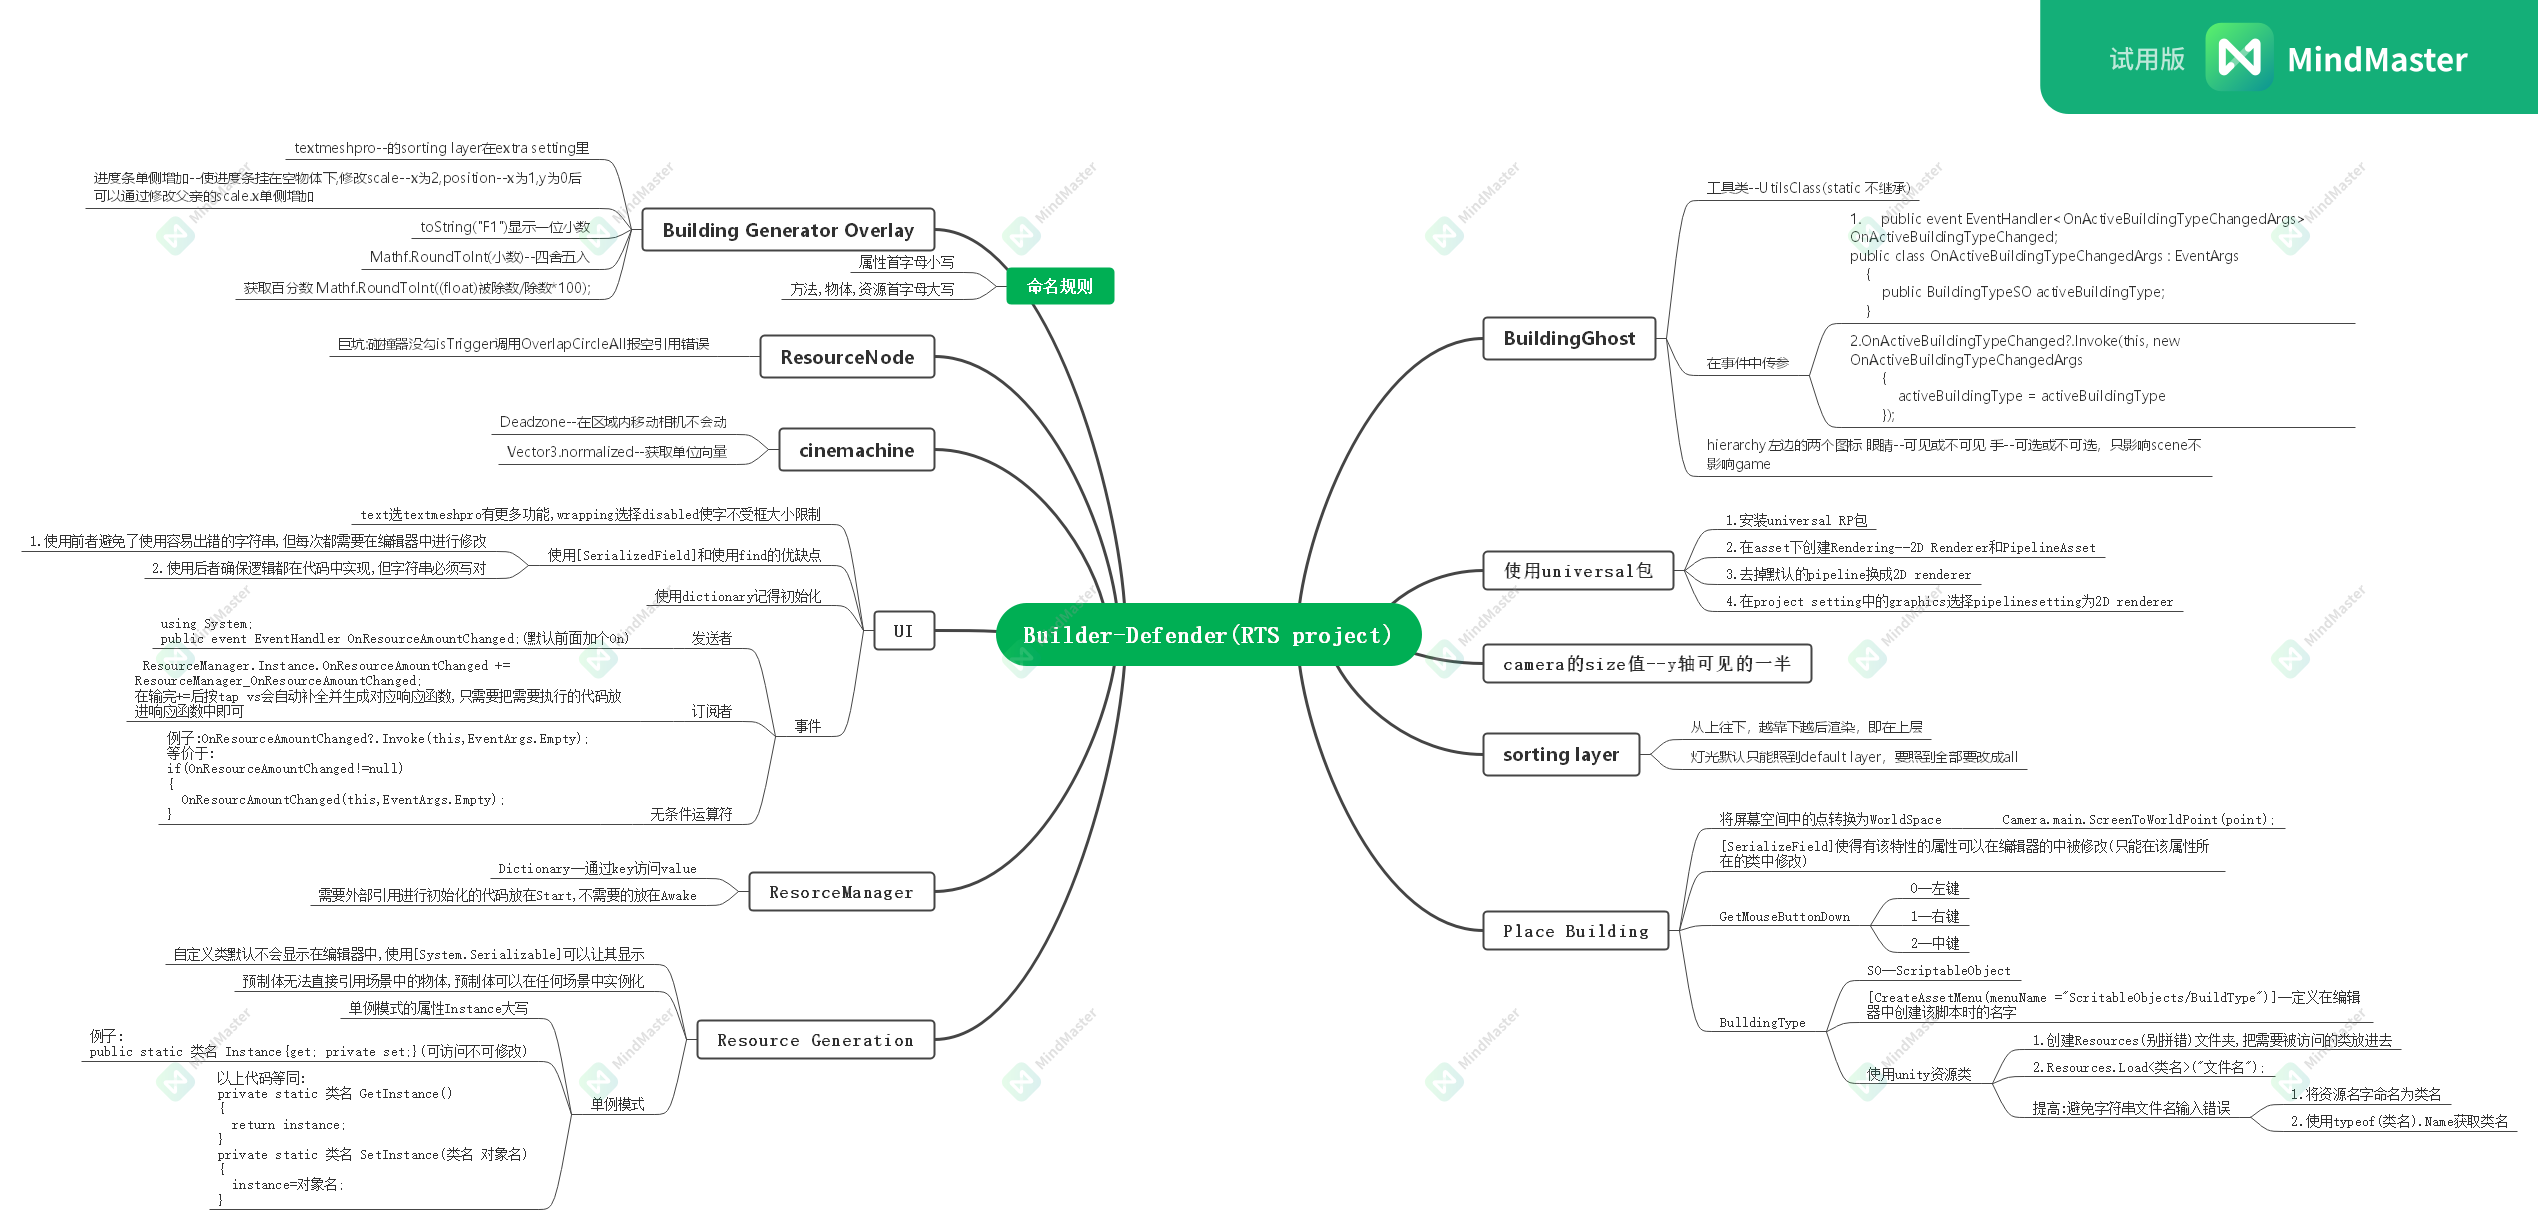 试用版 MindMaster
Builder-Defender(RTS project)
命名规则
属性首字母小写
方法,物体,资源首字母大写
Building Generator Overlay
textmeshpro--的sorting layer在extra setting里
进度条单侧增加--使进度条挂在空物体下,修改scale--x为2,position--x为1,y为0后
可以通过修改父亲的scale.x单侧增加
toString("F1")显示一位小数
Mathf.RoundToInt(小数)--四舍五入
获取百分数 Mathf.RoundToInt((float)被除数/除数*100);
ResourceNode
巨坑:碰撞器没勾isTrigger调用OverlapCircleAll报空引用错误
cinemachine
Deadzone--在区域内移动相机不会动
Vector3.normalized--获取单位向量
UI
text选textmeshpro有更多功能,wrapping选择disabled使字不受框大小限制
使用[SerializedField]和使用find的优缺点
1.使用前者避免了使用容易出错的字符串,但每次都需要在编辑器中进行修改
2.使用后者确保逻辑都在代码中实现,但字符串必须写对
使用dictionary记得初始化
事件
发送者
using System;
public event EventHandler OnResourceAmountChanged;(默认前面加个On)
订阅者
ResourceManager.Instance.OnResourceAmountChanged +=
ResourceManager_OnResourceAmountChanged;
在输完+=后按tap vs会自动补全并生成对应响应函数,只需要把需要执行的代码放
进响应函数中即可
无条件运算符
例子:OnResourceAmountChanged?.Invoke(this,EventArgs.Empty);
等价于:
if(OnResourceAmountChanged!=null)
{
OnResourcAmountChanged(this,EventArgs.Empty);
}
ResorceManager
Dictionary—通过key访问value
需要外部引用进行初始化的代码放在Start,不需要的放在Awake
Resource Generation
自定义类默认不会显示在编辑器中,使用[System.Serializable]可以让其显示
预制体无法直接引用场景中的物体,预制体可以在任何场景中实例化
单例模式
单例模式的属性Instance大写
例子:
public static 类名 Instance{get; private set;}(可访问不可修改)
以上代码等同:
private static 类名 GetInstance()
{
return instance;
}
private static 类名 SetInstance(类名 对象名)
{
instance=对象名;
}
BuildingGhost
工具类--UtilsClass(static 不继承)
在事件中传参
1. public event EventHandler< OnActiveBuildingTypeChangedArgs>
OnActiveBuildingTypeChanged;
public class OnActiveBuildingTypeChangedArgs : EventArgs
{
public BuildingTypeSO activeBuildingType;
}
2.OnActiveBuildingTypeChanged?.Invoke(this, new
OnActiveBuildingTypeChangedArgs
{
activeBuildingType = activeBuildingType
});
hierarchy左边的两个图标 眼睛--可见或不可见 手--可选或不可选，只影响scene不
影响game
使用universal包
1.安装universal RP包
2.在asset下创建Rendering--2D Renderer和PipelineAsset
3.去掉默认的pipeline换成2D renderer
4.在project setting中的graphics选择pipelinesetting为2D renderer
camera的size值--y轴可见的一半
sorting layer
从上往下，越靠下越后渲染，即在上层
灯光默认只能照到default layer，要照到全部要改成all
Place Building
将屏幕空间中的点转换为WorldSpace Camera.main.ScreenToWorldPoint(point);
[SerializeField]使得有该特性的属性可以在编辑器的中被修改(只能在该属性所
在的类中修改)
GetMouseButtonDown
0—左键
1—右键
2—中键
BulldingType
SO—ScriptableObject
[CreateAssetMenu(menuName ="ScritableObjects/BuildType")]—定义在编辑
器中创建该脚本时的名字
使用unity资源类
1.创建Resources(别拼错)文件夹,把需要被访问的类放进去
2.Resources.Load<类名>("文件名");
提高:避免字符串文件名输入错误
1.将资源名字命名为类名
2.使用typeof(类名).Name获取类名